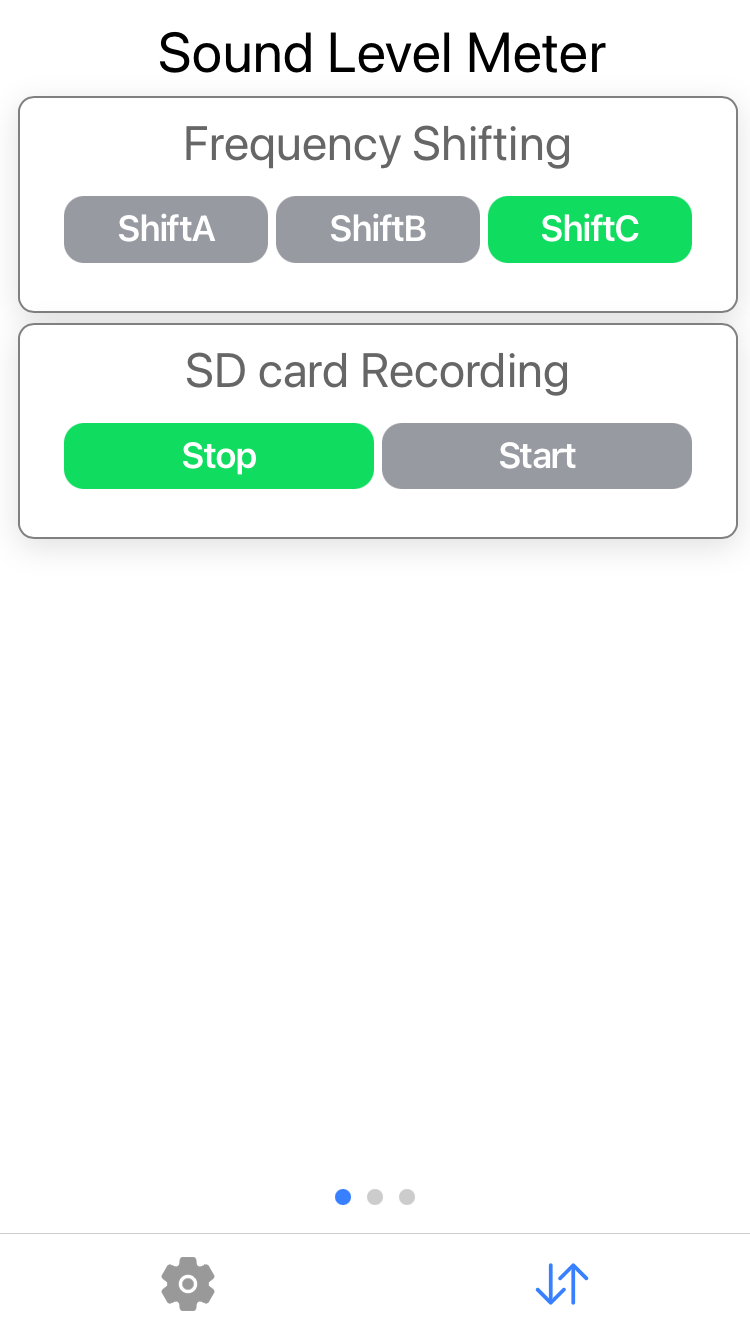 Sound Level Meter
Frequency Shifting
ShiftA ShiftB ShiftC
SD card Recording
Stop Start